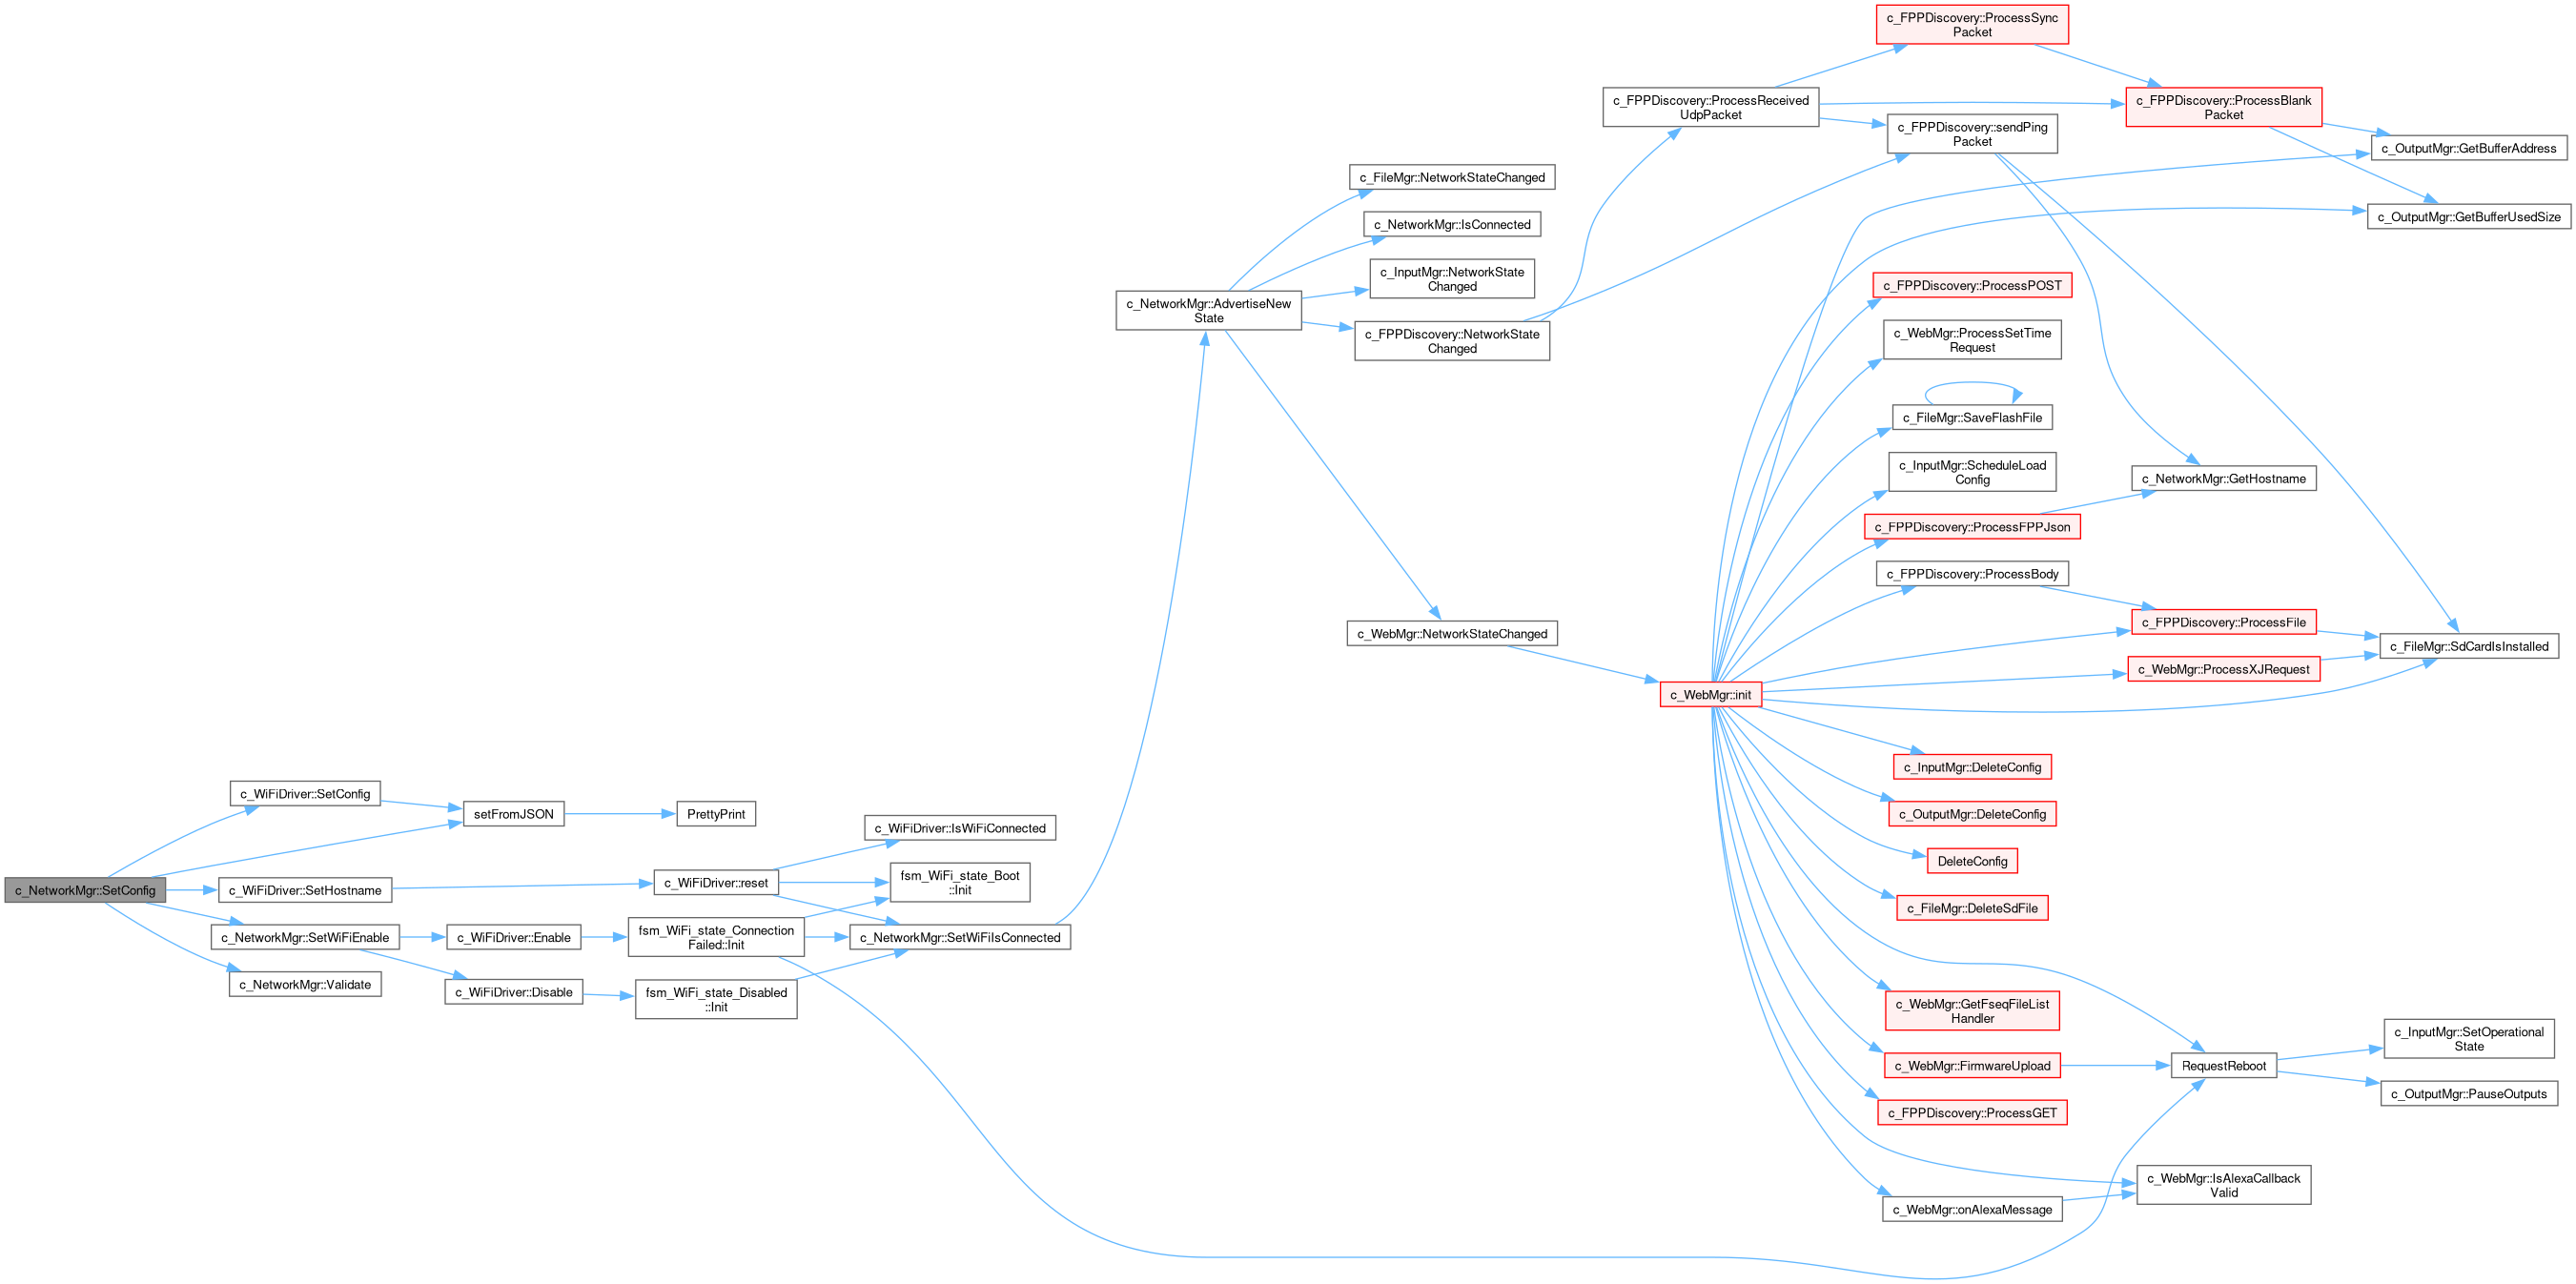 c_FPPDiscovery::ProcessSync
Packet
c_FPPDiscovery::ProcessReceived
UdpPacket
c_FPPDiscovery::ProcessBlank
Packet
c_FPPDiscovery::sendPing
Packet
c_OutputMgr::GetBufferAddress
c_FileMgr::NetworkStateChanged
c_OutputMgr::GetBufferUsedSize
c_NetworkMgr::IsConnected
c_InputMgr::NetworkState
Changed
c_FPPDiscovery::ProcessPOST
c_NetworkMgr::AdvertiseNew
State
c_FPPDiscovery::NetworkState
Changed
c_WebMgr::ProcessSetTime
Request
c_FileMgr::SaveFlashFile
c_InputMgr::ScheduleLoad
Config
c_NetworkMgr::GetHostname
c_FPPDiscovery::ProcessFPPJson
c_FPPDiscovery::ProcessBody
c_FPPDiscovery::ProcessFile
c_WebMgr::NetworkStateChanged
c_FileMgr::SdCardIsInstalled
c_WebMgr::ProcessXJRequest
c_WebMgr::init
c_InputMgr::DeleteConfig
c_WiFiDriver::SetConfig
setFromJSON
PrettyPrint
c_OutputMgr::DeleteConfig
c_WiFiDriver::IsWiFiConnected
DeleteConfig
c_NetworkMgr::SetConfig
c_WiFiDriver::SetHostname
c_WiFiDriver::reset
fsm_WiFi_state_Boot
::Init
c_FileMgr::DeleteSdFile
c_NetworkMgr::SetWiFiEnable
c_WiFiDriver::Enable
fsm_WiFi_state_Connection
Failed::Init
c_NetworkMgr::SetWiFiIsConnected
c_NetworkMgr::Validate
c_WiFiDriver::Disable
fsm_WiFi_state_Disabled
::Init
c_WebMgr::GetFseqFileList
Handler
c_InputMgr::SetOperational
State
c_WebMgr::FirmwareUpload
RequestReboot
c_OutputMgr::PauseOutputs
c_FPPDiscovery::ProcessGET
c_WebMgr::IsAlexaCallback
Valid
c_WebMgr::onAlexaMessage